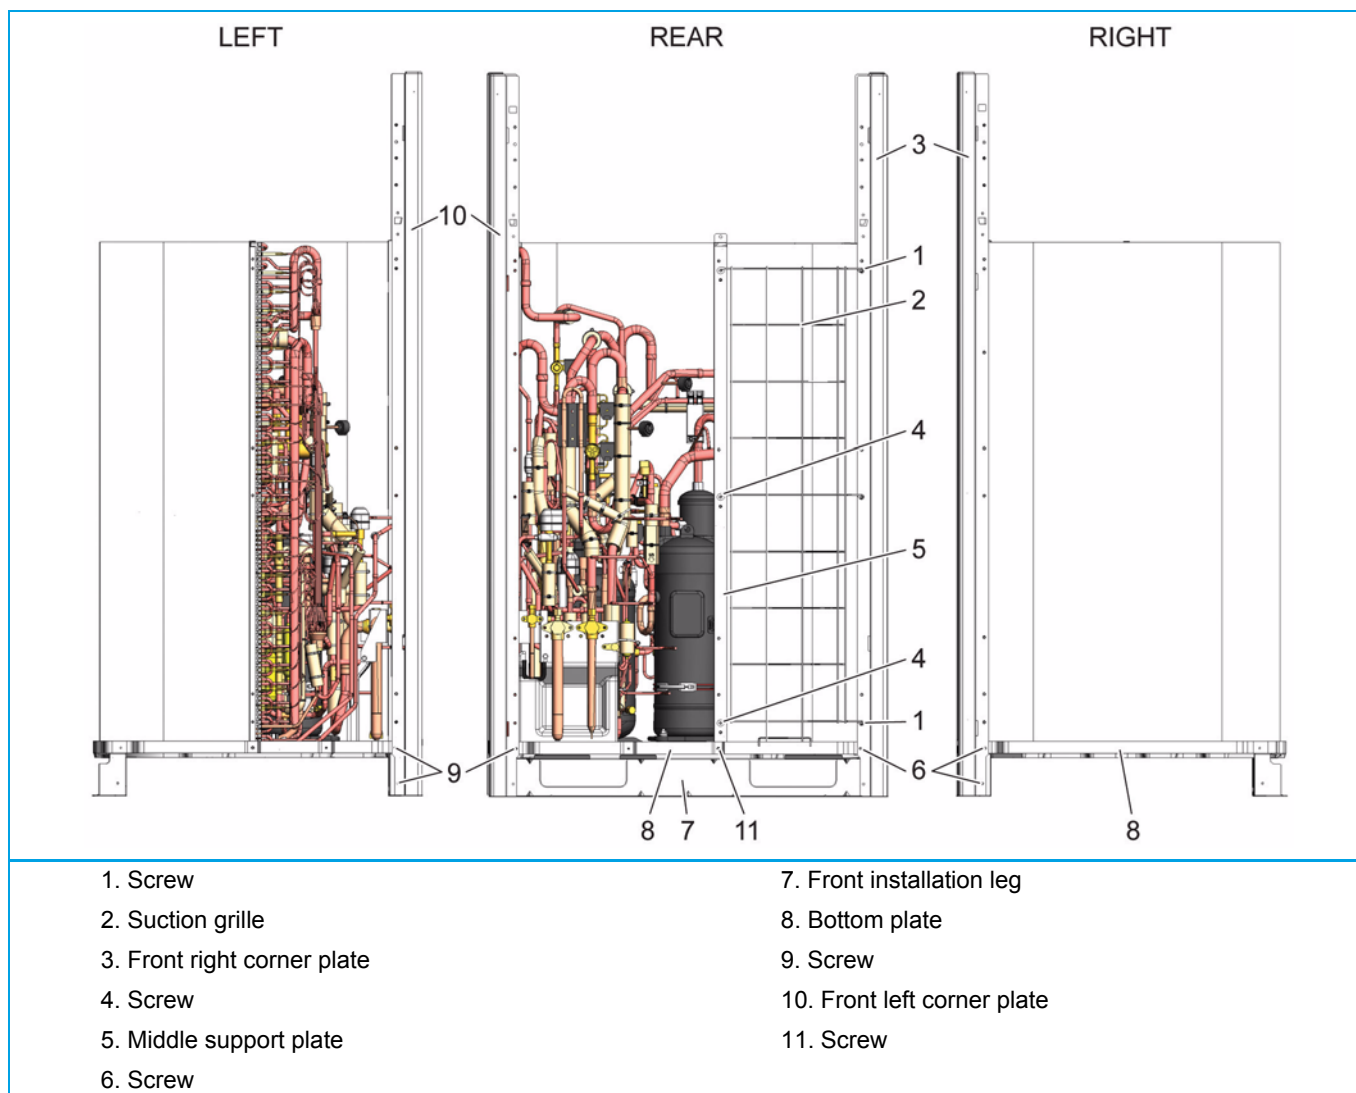 LEFT
REAR
RIGHT
3
10
1
2
4
5
4
1
9
6
8
7
11
8
1. Screw
2. Suction grille
3. Front right corner plate
4. Screw
5. Middle support plate
6. Screw
7. Front installation leg
8. Bottom plate
9. Screw
10. Front left corner plate
11. Screw